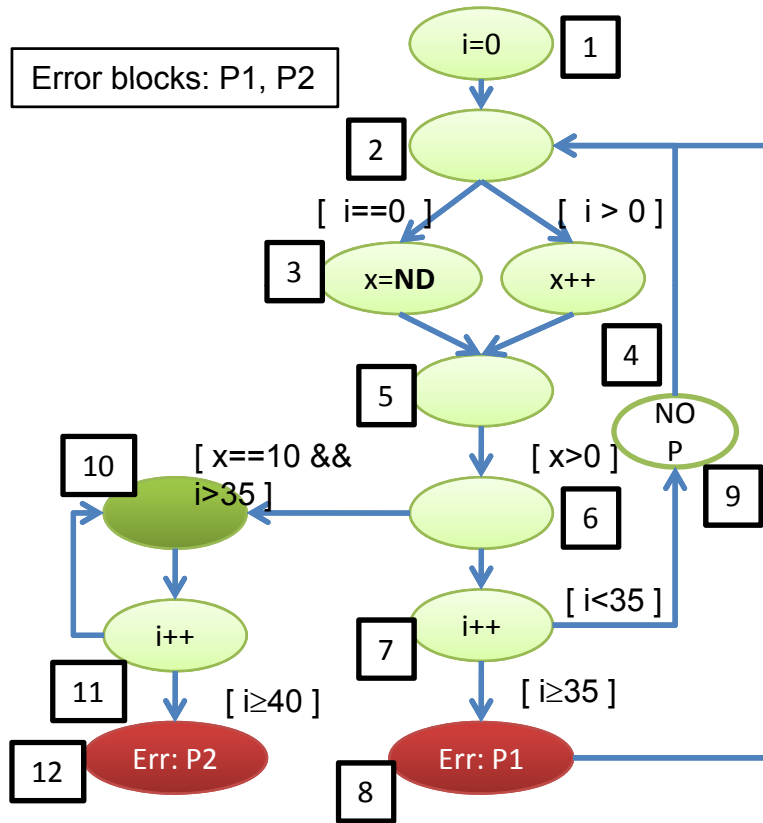 i=0
1
Error blocks: P1, P2
2
[ i==0 ]
[ i > 0 ]
3
x=ND
x++
4
5
NO
P
[ x==10 &&
i>35 ]
[ x>0 ]
10
6
9
[ i<35 ]
i++
i++
7
11
[ i≥40 ]
[ i≥35 ]
12
Err: P2
Err: P1
8